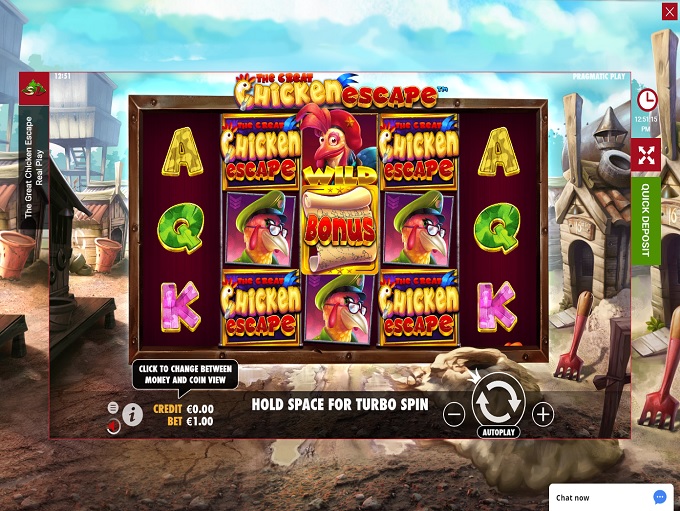 12:51
THE GREAT
CHICKEN ESCAPE™
PRAGMATIC PLAY
The Great Chicken Escape
Real Play
12:51:15
PM
QUICK DEPOSIT
A
THE GREAT
CHICKEN
ESCAPE
WILD
BONUS
THE GREAT
CHICKEN
ESCAPE
A
Q
Q
K
THE GREAT
CHICKEN
ESCAPE
THE GREAT
CHICKEN
ESCAPE
K
CLICK TO CHANGE BETWEEN
MONEY AND COIN VIEW
CREDIT €0.00
BET €1.00
HOLD SPACE FOR TURBO SPIN
AUTOPLAY
Chat now